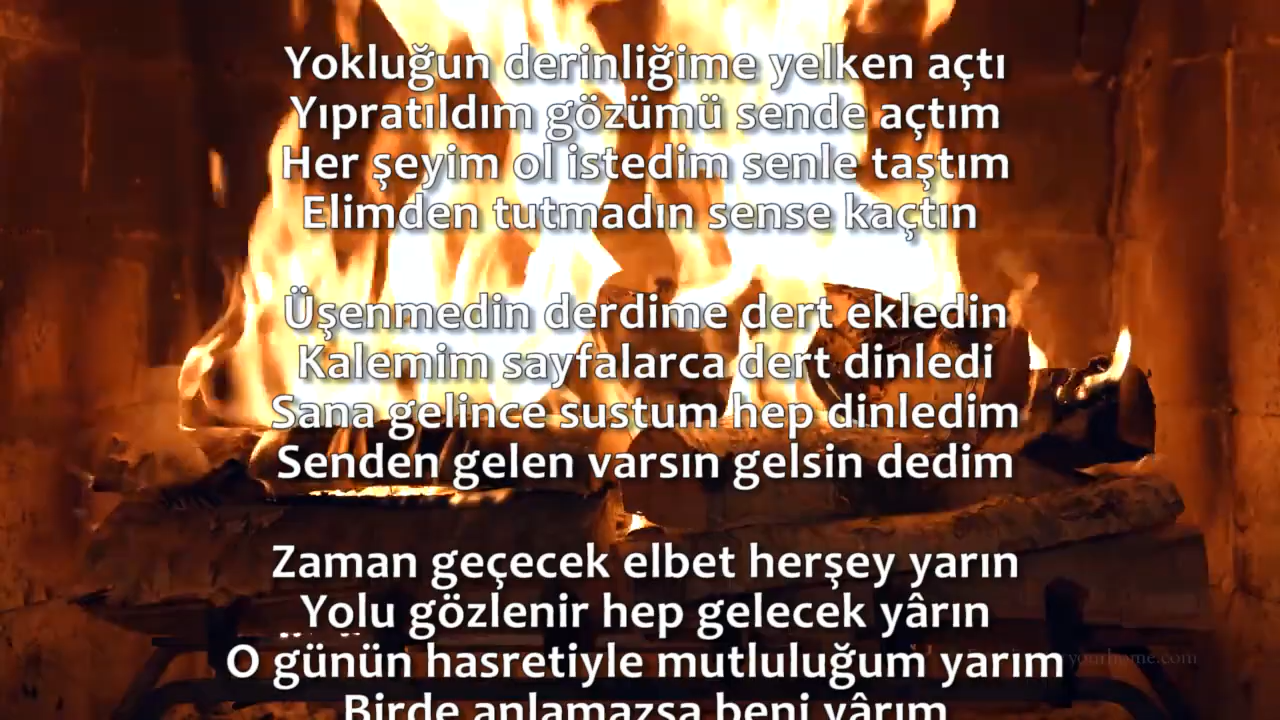 Yokluğun derinliğime yelken açtı
Yıpratıldım gözümü sende açtım
Her şeyim ol istedim senle taştım
Elimden tutmadın sense kaçtın
Üşenmedin derdime dert ekledin
Kalemim sayfalarca dert dinledi
Sana gelince sustum hep dinledim
Senden gelen varsın gelsin dedim
Zaman geçecek elbet herşey yarın
Yolu gözlenir hep gelecek yârın
O günün hasretiyle mutluluğum yarım
Birde anlamazsa beni yârım